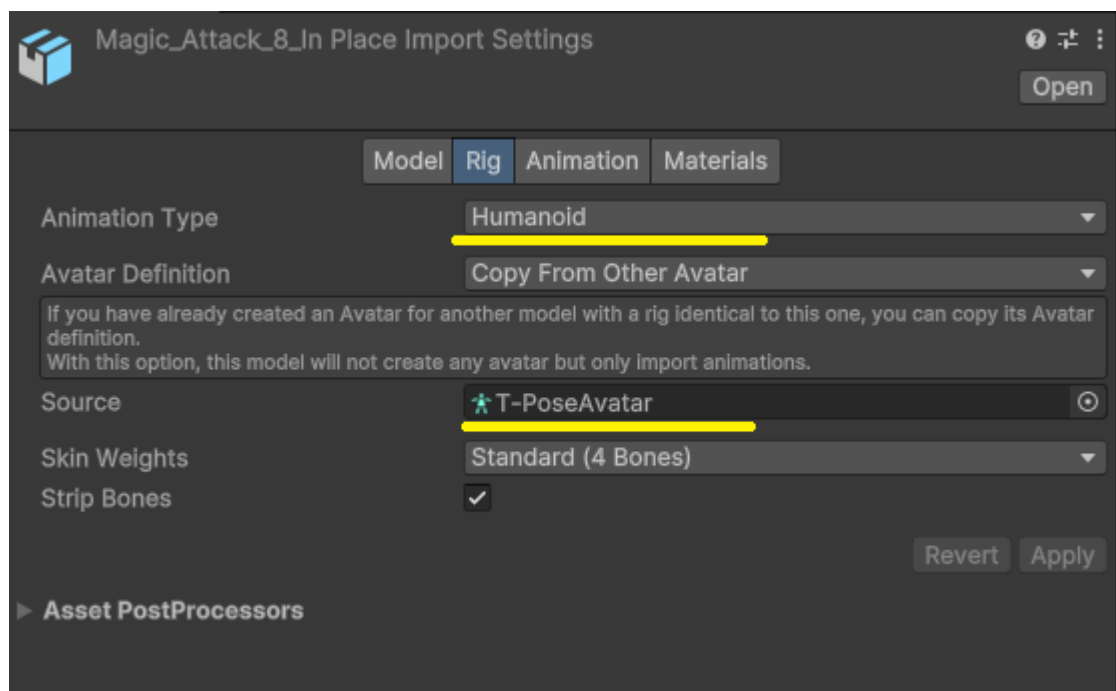 Magic_Attack_8_In Place Import Settings
Open
Model Rig Animation Materials
Animation Type Humanoid
Avatar Definition Copy From Other Avatar
If you have already created an Avatar for another model with a rig identical to this one, you can copy its Avatar
definition.
With this option, this model will not create any avatar but only import animations.
Source T-PoseAvatar
Skin Weights Standard (4 Bones)
Strip Bones
Revert Apply
Asset PostProcessors